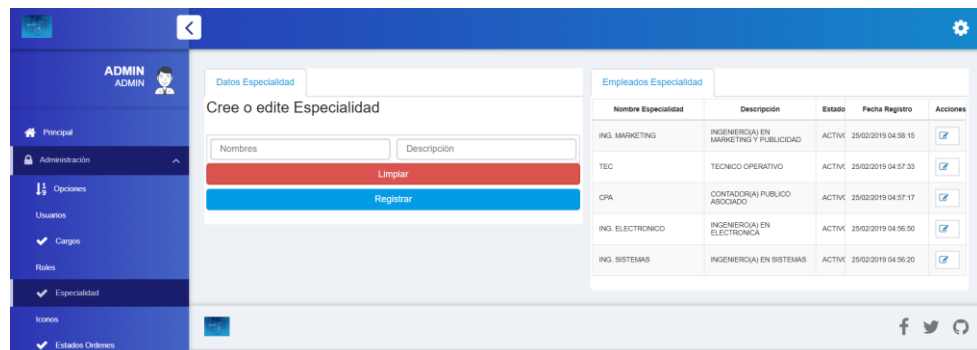 ADMIN
ADMIN
Principal
Administración
Opciones
Usuarios
Cargos
Roles
Especialidad
Iconos
Estados Ordenes
Datos Especialidad
Cree o edite Especialidad
Nombres
Descripción
Limpiar
Registrar
Empleados Especialidad
Nombre Especialidad Descripción Estado Fecha Registro Acciones
ING. MARKETING INGENIERO(A) EN MARKETING Y PUBLICIDAD ACTIVO 25/02/2019 04:58:15
TEC TECNICO OPERATIVO ACTIVO 25/02/2019 04:57:33
CPA CONTADOR(A) PUBLICO ASOCIADO ACTIVO 25/02/2019 04:57:17
ING. ELECTRONICO INGENIERO(A) EN ELECTRONICA ACTIVO 25/02/2019 04:56:50
ING. SISTEMAS INGENIERO(A) EN SISTEMAS ACTIVO 25/02/2019 04:56:20